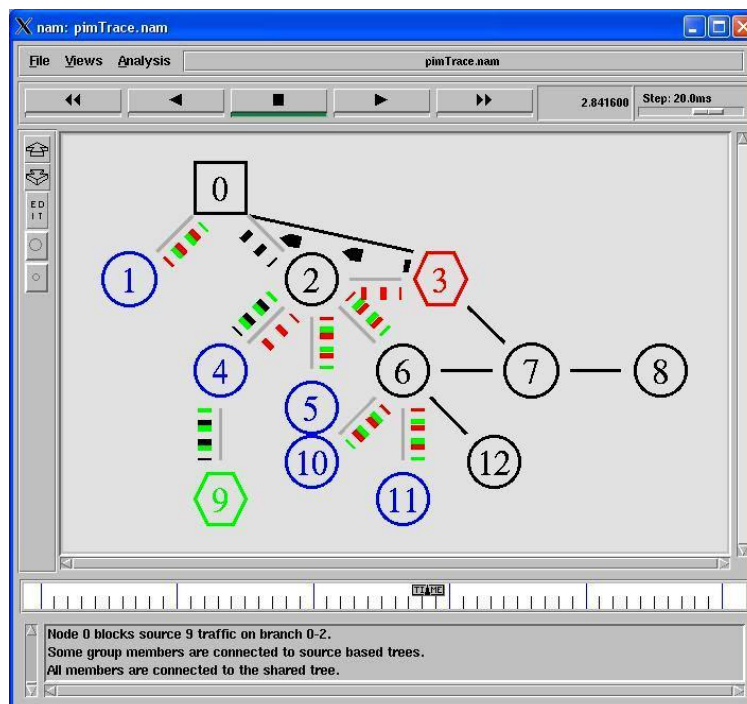 nam: pimTrace.nam
File Views Analysis pimTrace.nam
2.841600 Step: 20.0ms
ED
IT
0
1 2 3
4 6 7 8
5
10 12
9 11
TIME
Node 0 blocks source 9 traffic on branch 0-2.
Some group members are connected to source based trees.
All members are connected to the shared tree.